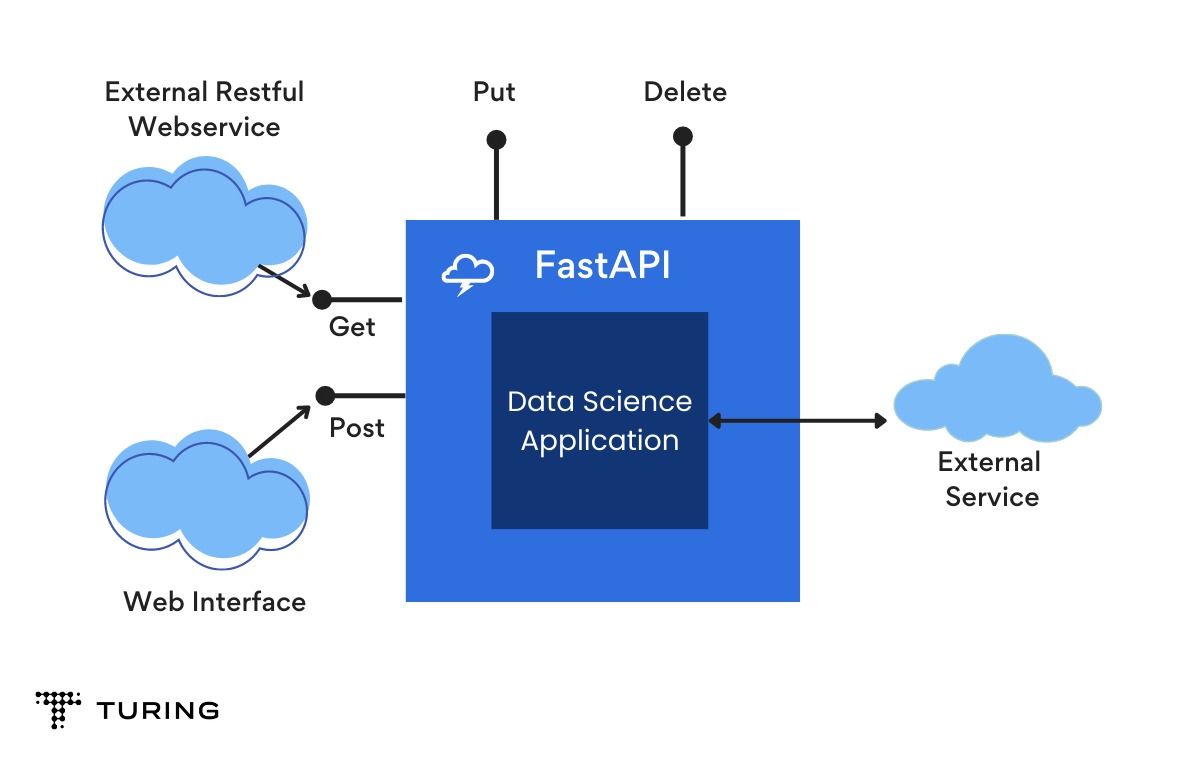 External Restful
Webservice
Put
Delete
FastAPI
Get
Data Science
Application
Post
External
Service
Web Interface
TURING